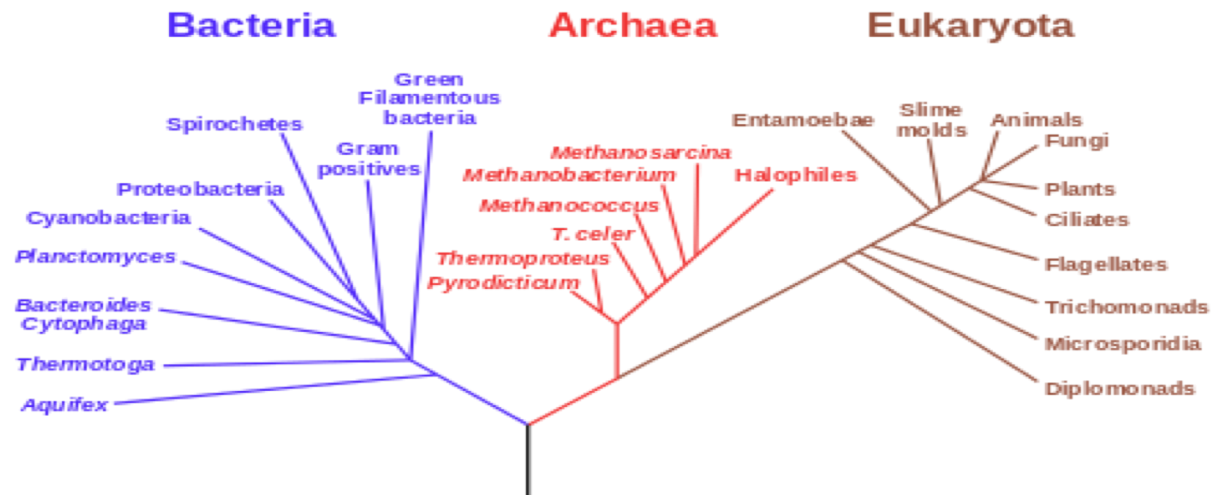 Bacteria
Archaea
Eukaryota
Green
Filamentous
bacteria
Spirochetes
Gram
positives
Proteobacteria
Cyanobacteria
Planctomyces
Bacteroides
Cytophaga
Thermotoga
Aquifex
Methanosarcina
Methanobacterium
Halophiles
Methanococcus
T. celer
Thermoproteus
Pyrodicticum
Entamoebae
Slime
molds
Animals
Fungi
Plants
Ciliates
Flagellates
Trichomonads
Microsporidia
Diplomonads